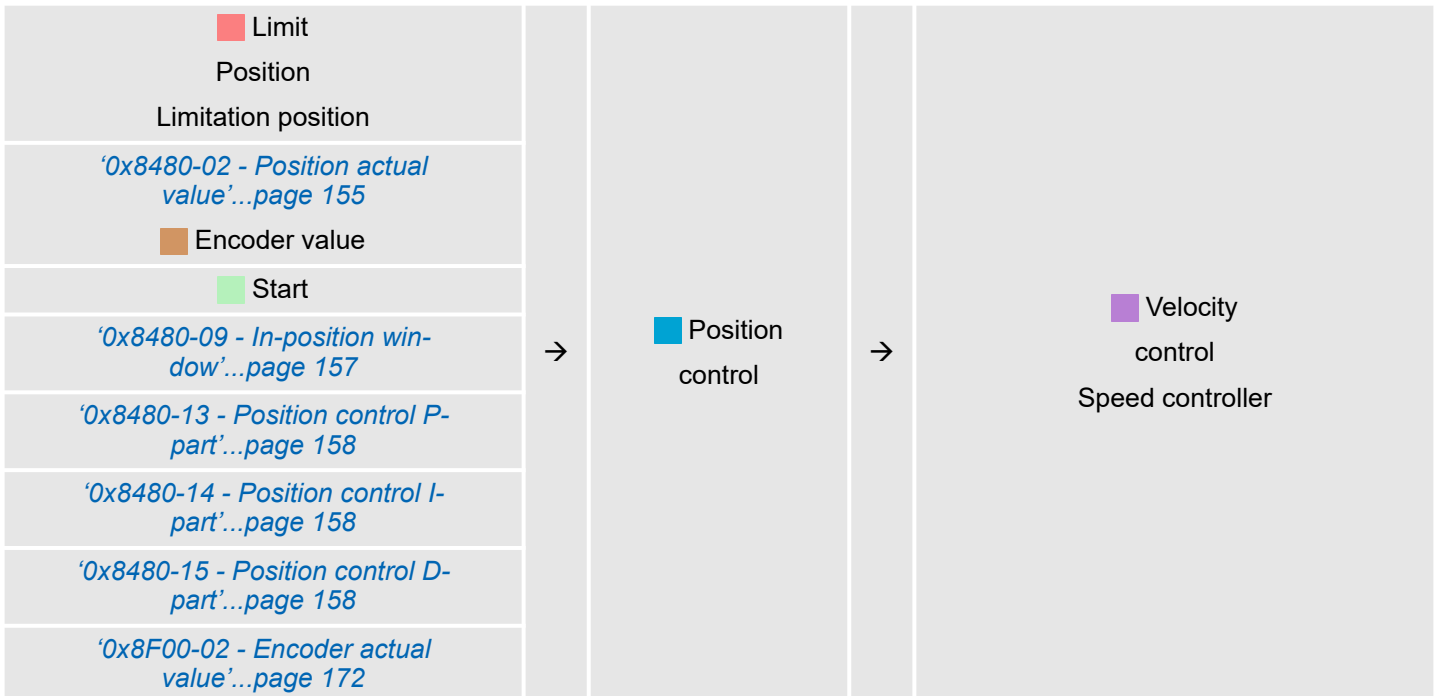 Limit
Position
Limitation position
‘0x8480-02 - Position actual
value’...page 155
Encoder value
Start
‘0x8480-09 - In-position win-
dow’...page 157
‘0x8480-13 - Position control P-
part’...page 158
‘0x8480-14 - Position control I-
part’...page 158
‘0x8480-15 - Position control D-
part’...page 158
‘0x8F00-02 - Encoder actual
value’...page 172
→
Position
control
→
Velocity
control
Speed controller